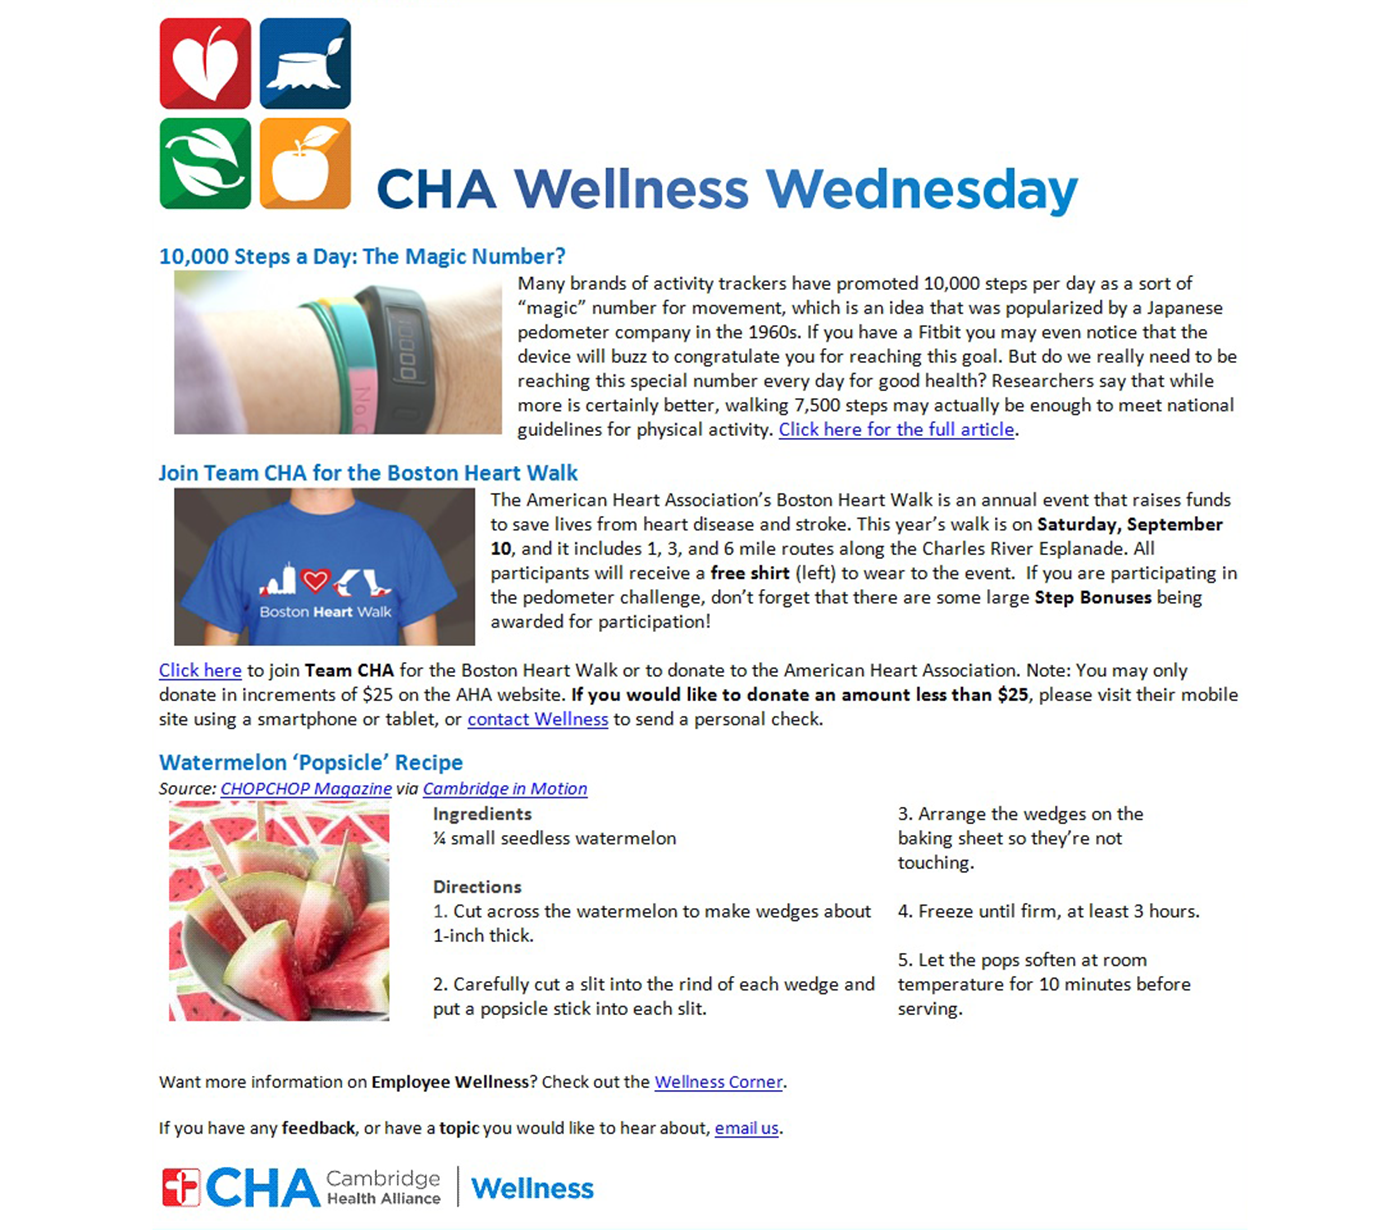 CHA Wellness Wednesday
10,000 Steps a Day: The Magic Number?
Many brands of activity trackers have promoted 10,000 steps per day as a sort of
“magic” number for movement, which is an idea that was popularized by a Japanese
pedometer company in the 1960s. If you have a Fitbit you may even notice that the
device will buzz to congratulate you for reaching this goal. But do we really need to be
reaching this special number every day for good health? Researchers say that while
more is certainly better, walking 7,500 steps may actually be enough to meet national
guidelines for physical activity. Click here for the full article.
Join Team CHA for the Boston Heart Walk
Boston Heart Walk
The American Heart Association’s Boston Heart Walk is an annual event that raises funds
to save lives from heart disease and stroke. This year’s walk is on Saturday, September
10, and it includes 1, 3, and 6 mile routes along the Charles River Esplanade. All
participants will receive a free shirt (left) to wear to the event.  If you are participating in
the pedometer challenge, don’t forget that there are some large Step Bonuses being
awarded for participation!
Click here to join Team CHA for the Boston Heart Walk or to donate to the American Heart Association. Note: You may only
donate in increments of $25 on the AHA website. If you would like to donate an amount less than $25, please visit their mobile
site using a smartphone or tablet, or contact Wellness to send a personal check.
Watermelon ‘Popsicle’ Recipe
Source: CHOPCHOP Magazine via Cambridge in Motion
Ingredients
¼ small seedless watermelon
Directions
1. Cut across the watermelon to make wedges about
1-inch thick.
2. Carefully cut a slit into the rind of each wedge and
put a popsicle stick into each slit.
3. Arrange the wedges on the
baking sheet so they’re not
touching.
4. Freeze until firm, at least 3 hours.
5. Let the pops soften at room
temperature for 10 minutes before
serving.
Want more information on Employee Wellness? Check out the Wellness Corner.
If you have any feedback, or have a topic you would like to hear about, email us.
CHA Cambridge Health Alliance | Wellness